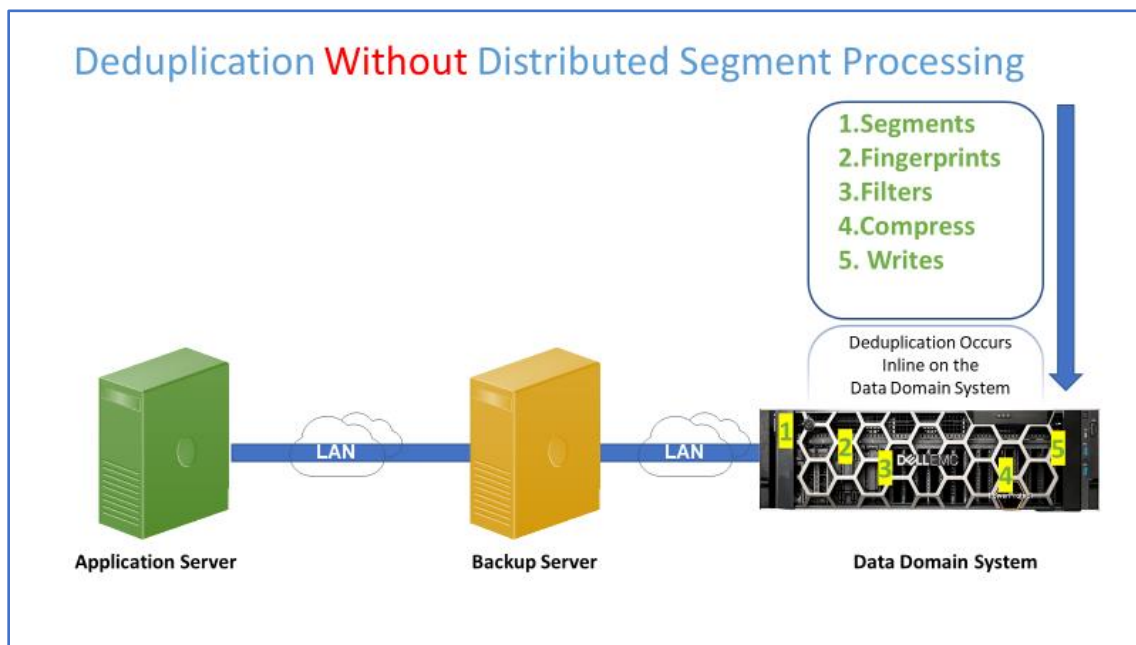 Deduplication Without Distributed Segment Processing
1.Segments
2.Fingerprints
3.Filters
4.Compress
5. Writes
Deduplication Occurs
Inline on the
Data Domain System
LAN
LAN
1
2
3
DELLEMC
4
5
Application Server
Backup Server
Data Domain System